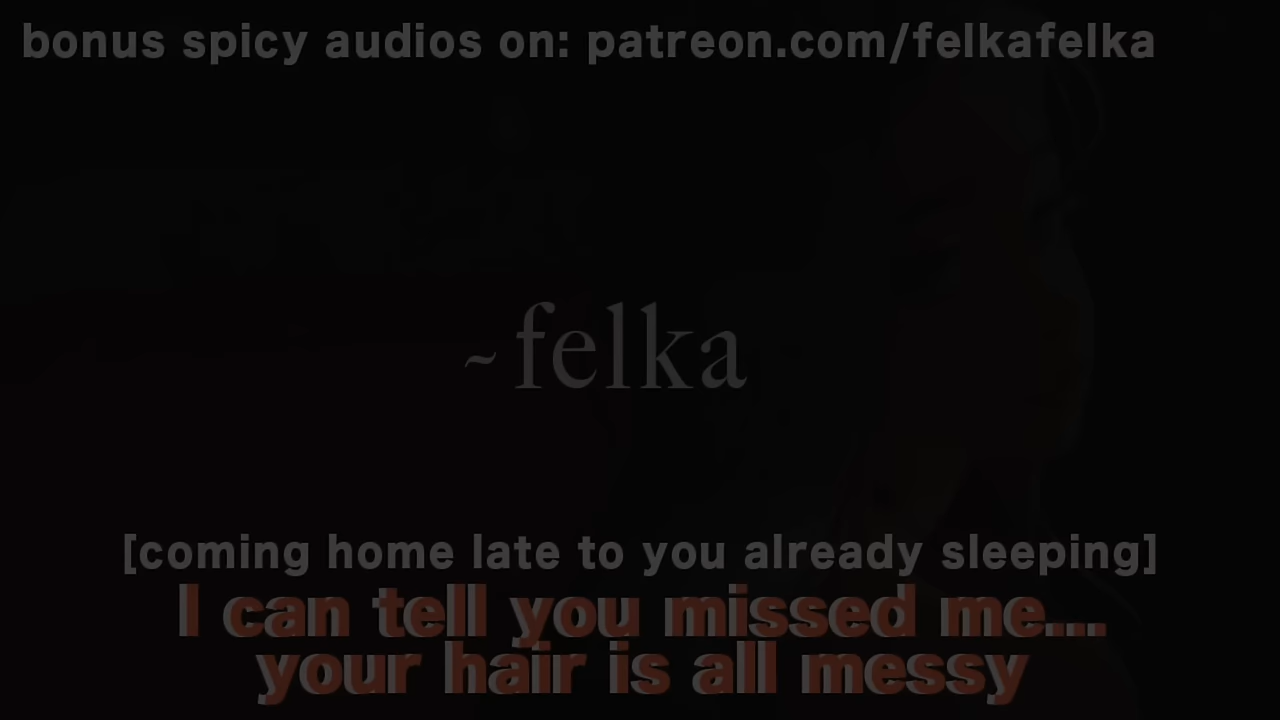 bonus spicy audios on: patreon.com/felkafelka
~felka
[coming home late to you already sleeping]
I can tell you missed me...
your hair is all messy